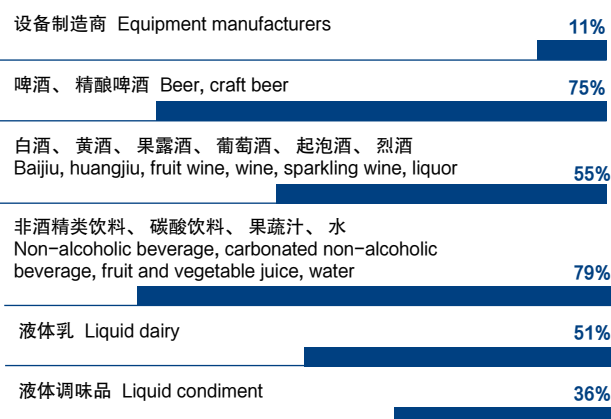 设备制造商 Equipment manufacturers 11%
啤酒、 精酿啤酒 Beer, craft beer 75%
白酒、 黄酒、 果露酒、 葡萄酒、 起泡酒、 烈酒
Baijiu, huangjiu, fruit wine, wine, sparkling wine, liquor 55%
非酒精类饮料、 碳酸饮料、 果蔬汁、 水
Non-alcoholic beverage, carbonated non-alcoholic
beverage, fruit and vegetable juice, water 79%
液体乳 Liquid dairy 51%
液体调味品 Liquid condiment 36%